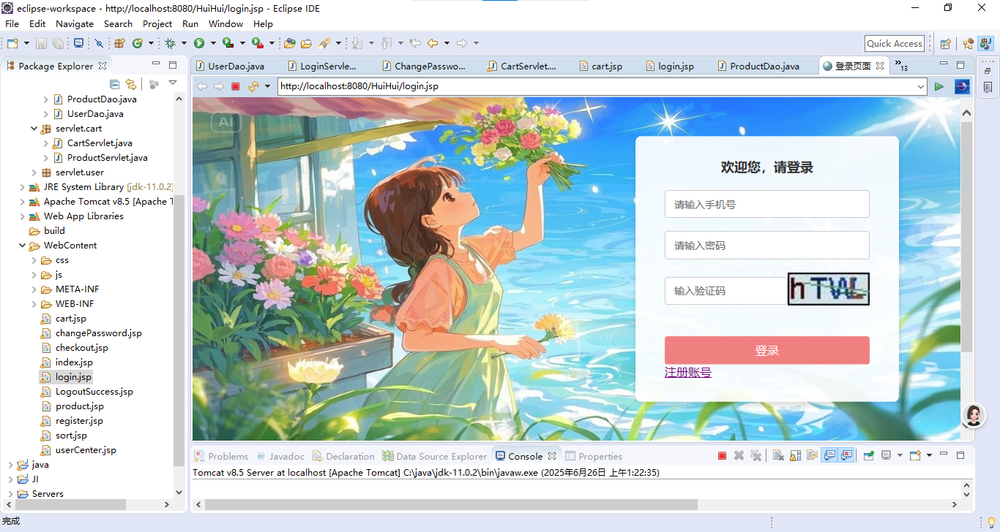 eclipse-workspace - http://localhost:8080/HuiHui/login.jsp - Eclipse IDE
File Edit Navigate Search Project Run Window Help
Quick Access
Package Explorer
UserDao.java LoginServle... ChangePasswo... CartServlet.... cart.jsp login.jsp ProductDao.java 登录页面 »13
http://localhost:8080/HuiHui/login.jsp
ProductDao.java
UserDao.java
servlet.cart
CartServlet.java
ProductServlet.java
servlet.user
JRE System Library [jdk-11.0.2]
Apache Tomcat v8.5 [Apache T
Web App Libraries
build
WebContent
css
js
META-INF
WEB-INF
cart.jsp
changePassword.jsp
checkout.jsp
index.jsp
login.jsp
LogoutSuccess.jsp
product.jsp
register.jsp
sort.jsp
userCenter.jsp
java
JI
Servers
AI
欢迎您，请登录
请输入手机号
请输入密码
输入验证码 hTWL
登录
注册账号
Problems @ Javadoc Declaration Data Source Explorer Console Properties
Tomcat v8.5 Server at localhost [Apache Tomcat] C:\java\jdk-11.0.2\bin\javaw.exe (2025年6月26日 上午1:22:35)
完成